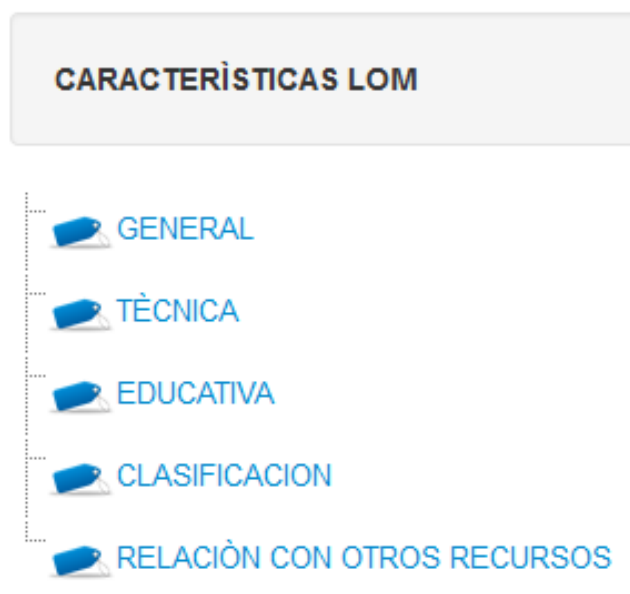 CARACTERÌSTICAS LOM
GENERAL
TÈCNICA
EDUCATIVA
CLASIFICACION
RELACIÒN CON OTROS RECURSOS